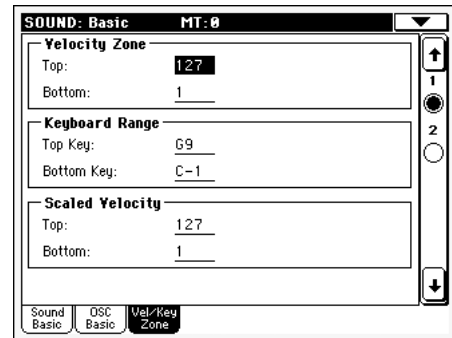 SOUND: Basic MT:0
Velocity Zone
Top: 127
Bottom: 1
Keyboard Range
Top Key: G9
Bottom Key: C-1
Scaled Velocity
Top: 127
Bottom: 1
1
2
Sound Basic OSC Basic Vel/Key Zone